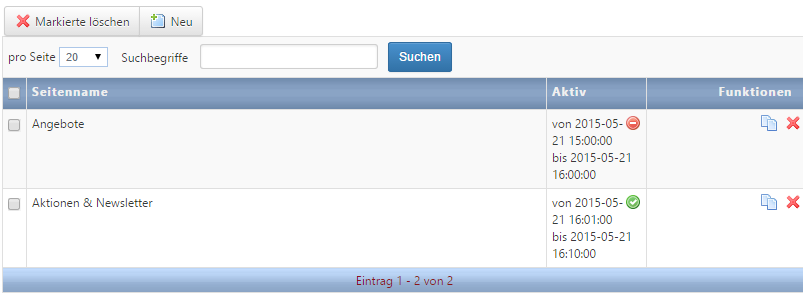 Markierte löschen Neu
pro Seite 20 Suchbegriffe Suchen
Seitenname Aktiv Funktionen
Angebote von 2015-05-
21 15:00:00
bis 2015-05-21
16:00:00
Aktionen & Newsletter von 2015-05-
21 16:01:00
bis 2015-05-21
16:10:00
Eintrag 1 - 2 von 2